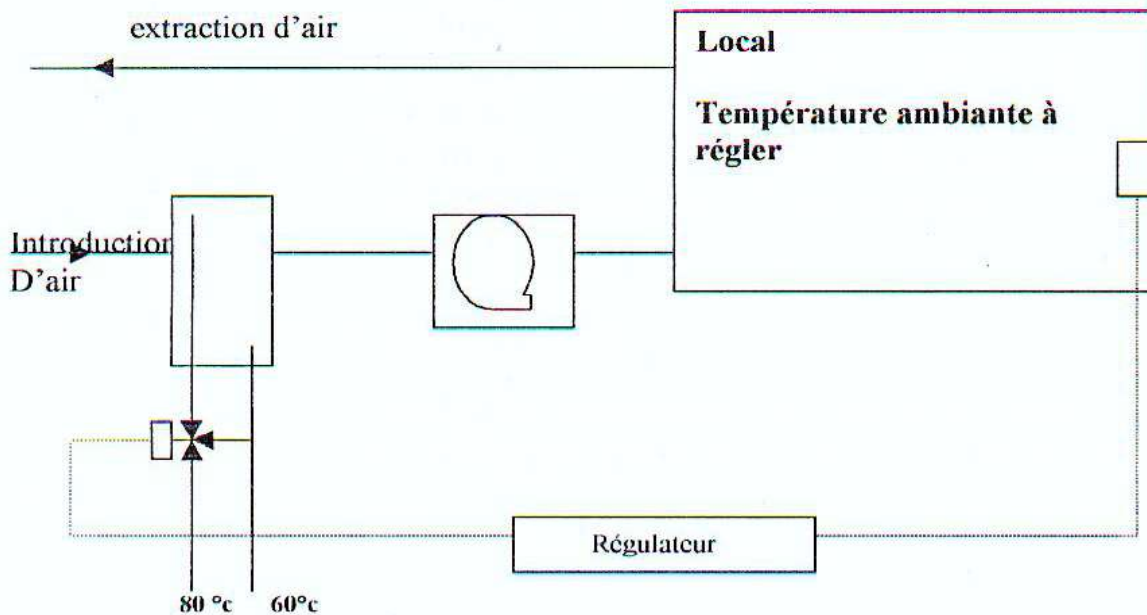 extraction d'air
Local
Température ambiante à
régler
Introduction
D'air
Régulateur
80 °c 60°c